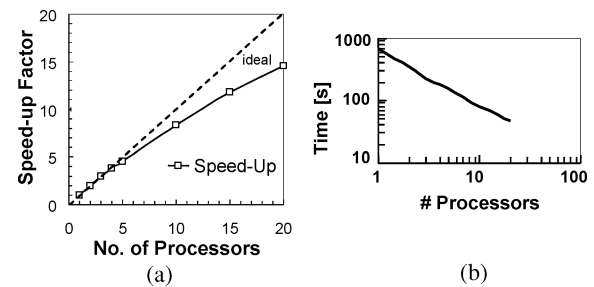 20
15
10
5
0
Speed-up Factor
ideal
Speed-Up
0 5 10 15 20
No. of Processors
(a)
1000
100
10
Time [s]
1 10 100
# Processors
(b)